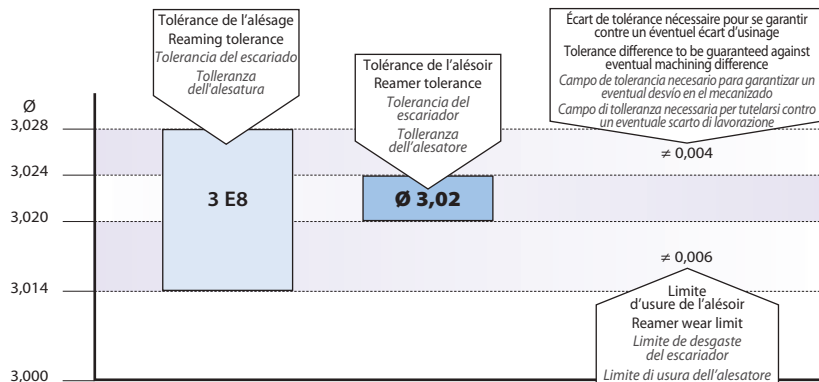 Tolérance de l'alésage
Reaming tolerance
Tolerancia del escariado
Tolleranza
dell'alesatura
Tolérance de l'alésoir
Reamer tolerance
Tolerancia del
escariador
Tolleranza
dell'alesatore
Écart de tolérance nécessaire pour se garantir
contre un éventuel écart d'usinage
Tolerance difference to be guaranteed against
eventual machining difference
Campo de tolerancia necesario para garantizar un
eventual desvío en el mecanizado
Campo di tolleranza necessaria per tutelarsi contro
un eventuale scarto di lavorazione
Ø
3,028
3,024
3,020
3,014
3,000
3 E8
Ø 3,02
≠ 0,004
≠ 0,006
Limite
d'usure de l'alésoir
Reamer wear limit
Limite de desgaste
del escariador
Limite di usura dell'alesatore